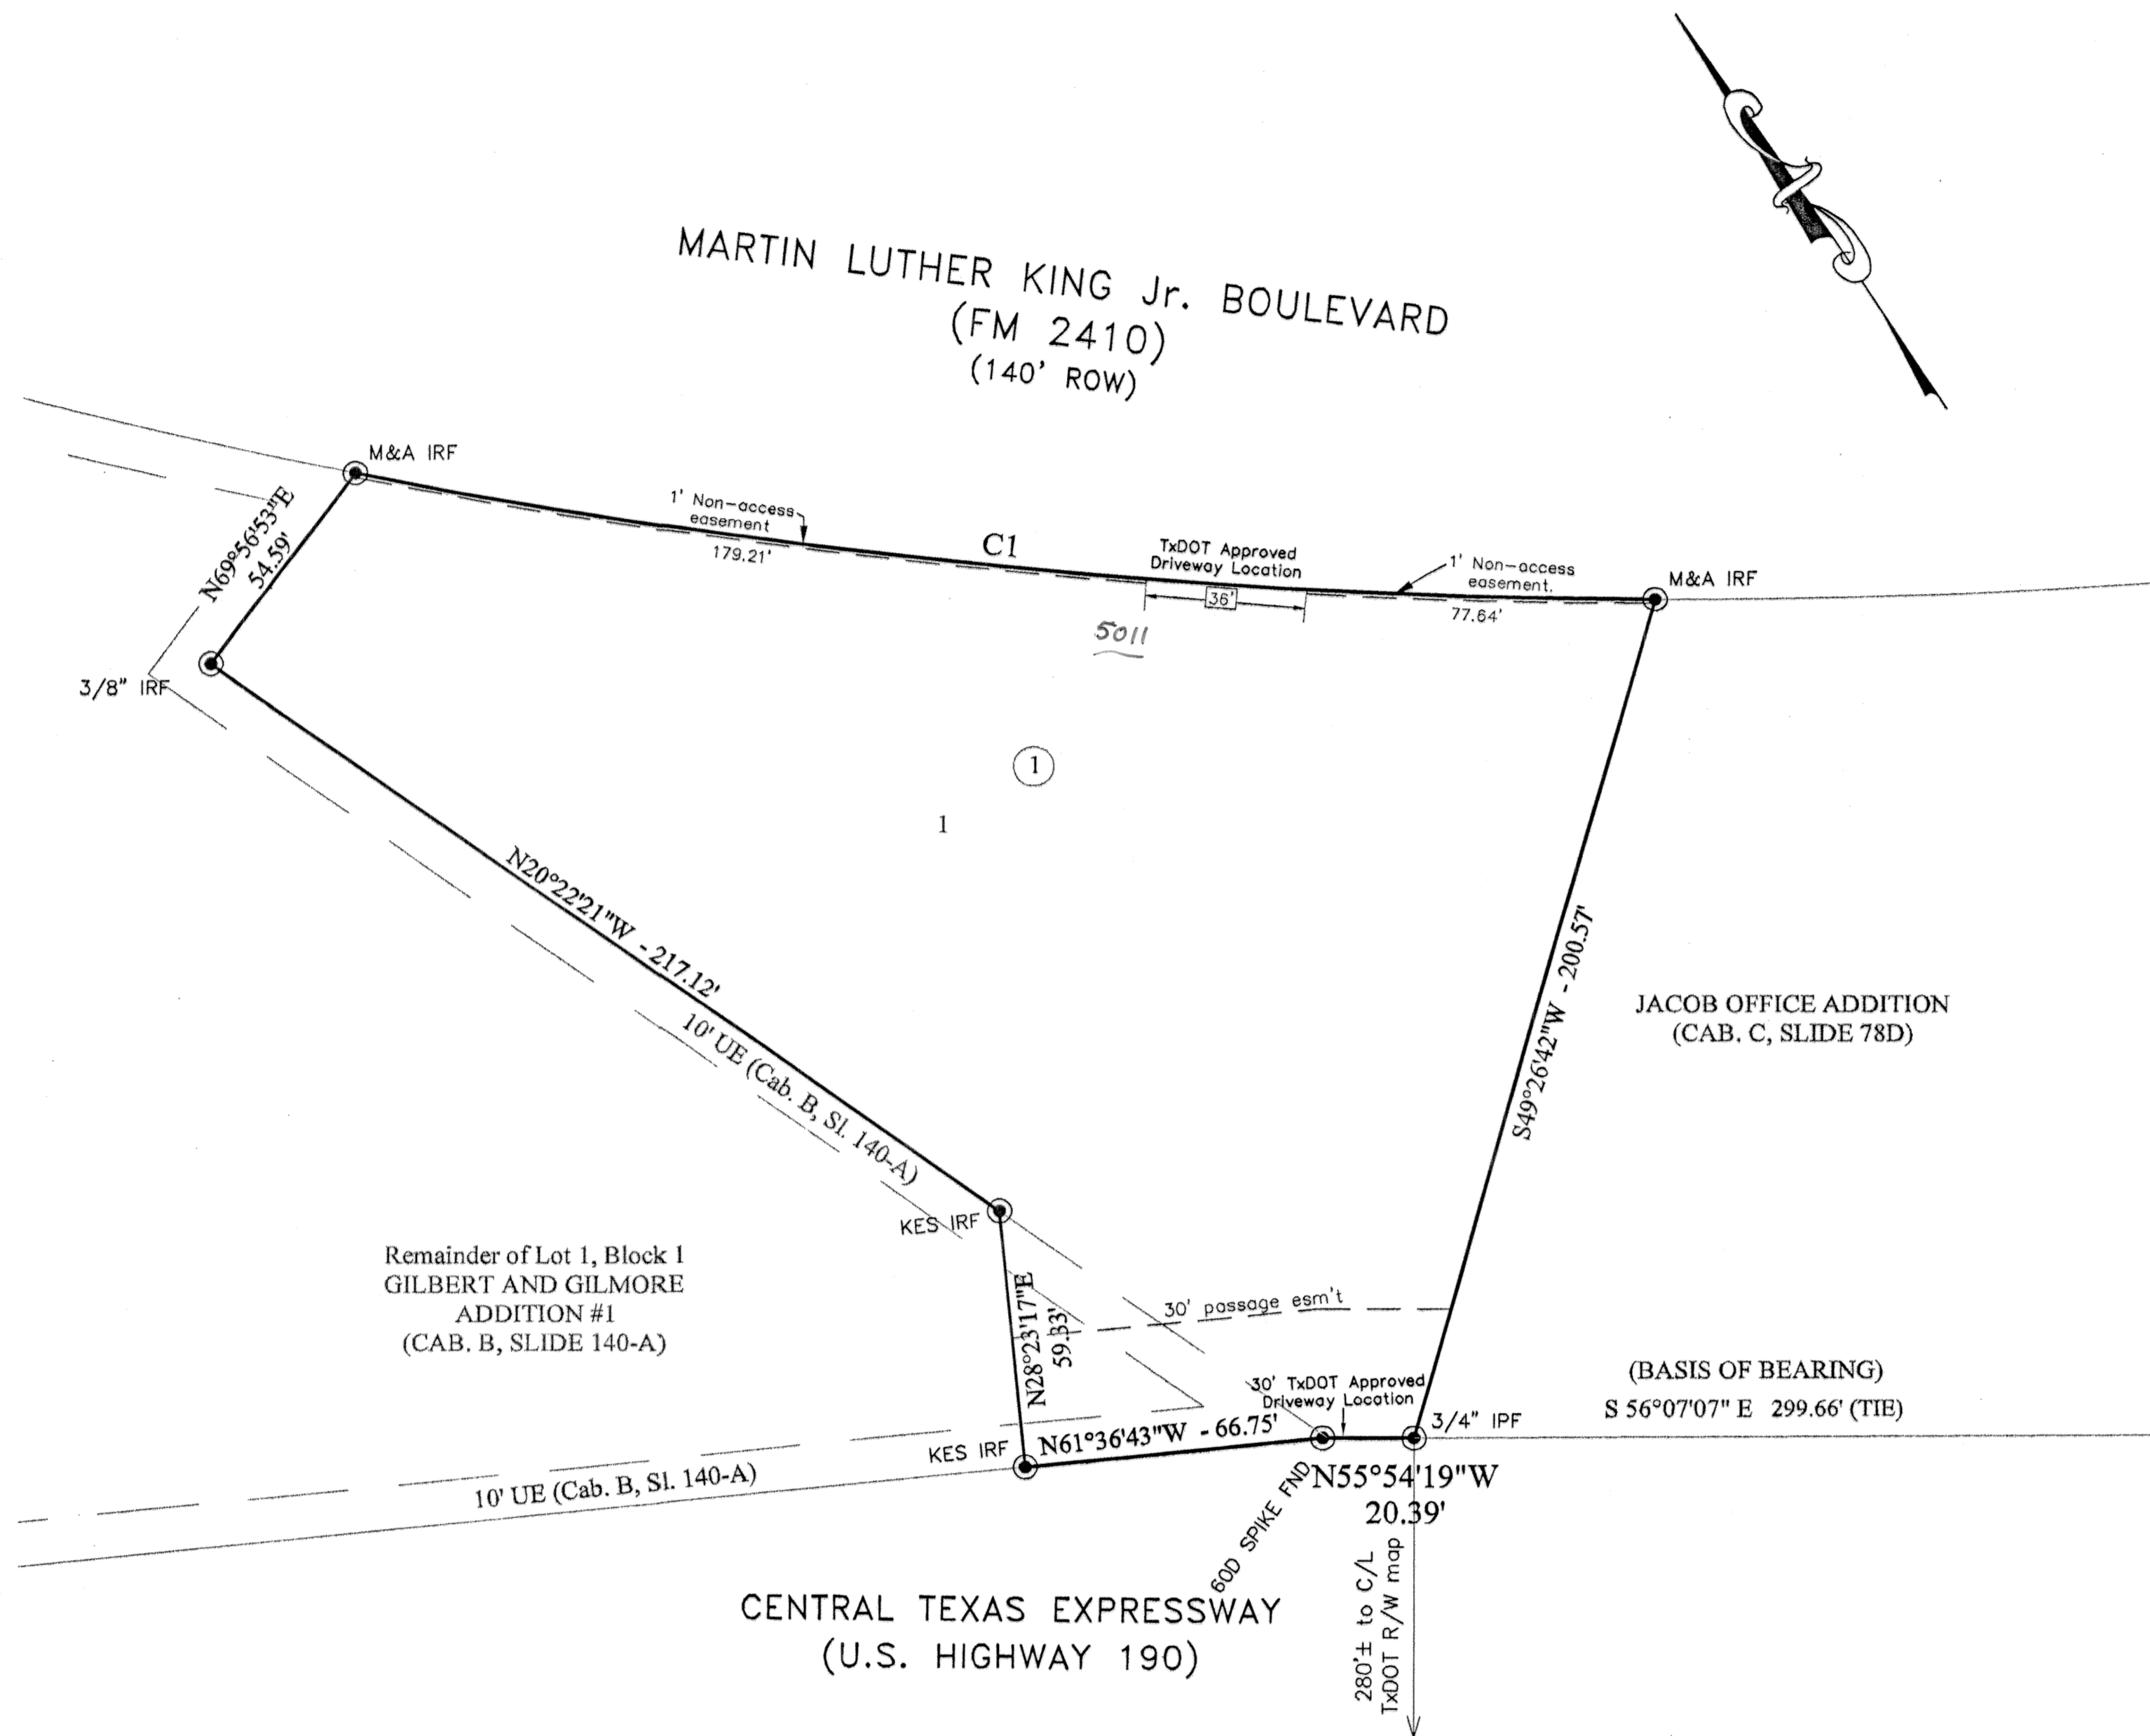 MARTIN LUTHER KING Jr. BOULEVARD
(FM 2410)
(140' ROW)
M&A IRF
N69°56'53"E
54.59'
1' Non-access
easement
179.21'
C1
TxDOT Approved
Driveway Location
36'
1' Non-access
easement.
77.64'
M&A IRF
5011
3/8" IRF
1
1
N20°22'21"W - 217.12'
10' UE (Cab. B, Sl. 140-A)
S49°26'42"W - 200.57'
JACOB OFFICE ADDITION
(CAB. C, SLIDE 78D)
KES IRF
Remainder of Lot 1, Block 1
GILBERT AND GILMORE
ADDITION #1
(CAB. B, SLIDE 140-A)
N28°23'17"E
59.33'
30' passage esm't
30' TxDOT Approved
Driveway Location
(BASIS OF BEARING)
S 56°07'07" E 299.66' (TIE)
3/4" IPF
KES IRF
N61°36'43"W - 66.75'
10' UE (Cab. B, Sl. 140-A)
60D SPIKE FND
N55°54'19"W
20.39'
280'± to C/L
TxDOT R/W map
CENTRAL TEXAS EXPRESSWAY
(U.S. HIGHWAY 190)